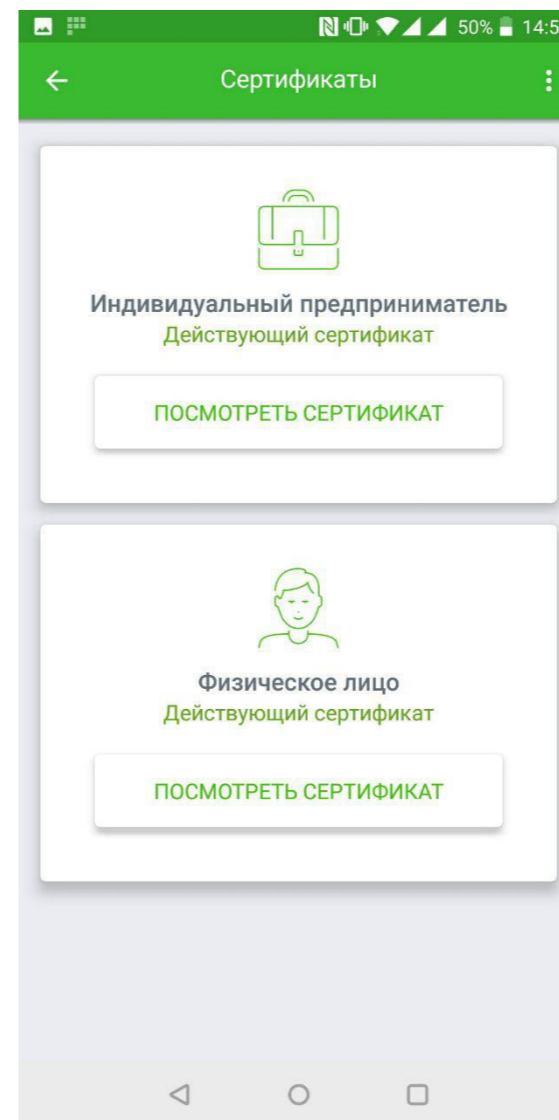 50% 14:5
Сертификаты
Индивидуальный предприниматель
Действующий сертификат
ПОСМОТРЕТЬ СЕРТИФИКАТ
Физическое лицо
Действующий сертификат
ПОСМОТРЕТЬ СЕРТИФИКАТ